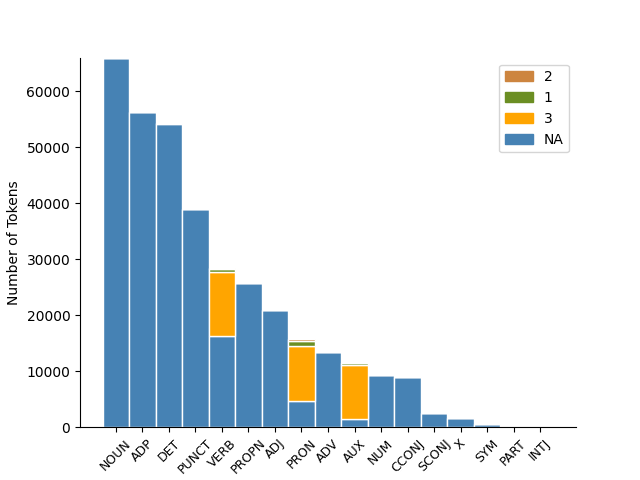 2
1
3
NA
Number of Tokens
60000
50000
40000
30000
20000
10000
0
NOUN
ADP
DET
PUNCT
VERB
PROPN
ADJ
PRON
ADV
AUX
NUM
CCONJ
SCONJ
X
SYM
PART
INTJ